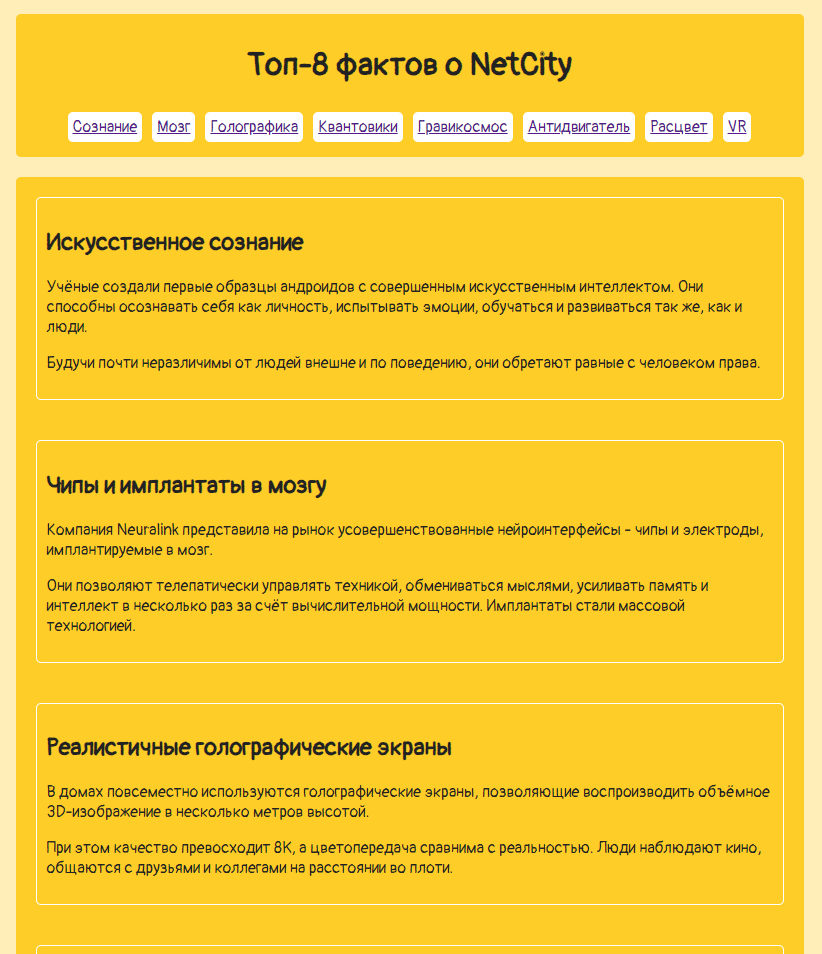 Топ-8 фактов о NetCity
Сознание Мозг Голографика Квантовики Гравикосмос Антидвигатель Расцвет VR
Искусственное сознание
Учёные создали первые образцы андроидов с совершенным искусственным интеллектом. Они
способны осознавать себя как личность, испытывать эмоции, обучаться и развиваться так же, как и
люди.
Будучи почти неразличимы от людей внешне и по поведению, они обретают равные с человеком права.
Чипы и имплантаты в мозгу
Компания Neuralink представила на рынок усовершенствованные нейроинтерфейсы - чипы и электроды,
имплантируемые в мозг.
Они позволяют телепатически управлять техникой, обмениваться мыслями, усиливать память и
интеллект в несколько раз за счёт вычислительной мощности. Имплантаты стали массовой
технологией.
Реалистичные голографические экраны
В домах повсеместно используются голографические экраны, позволяющие воспроизводить объёмное
3D-изображение в несколько метров высотой.
При этом качество превосходит 8K, а цветопередача сравнима с реальностью. Люди наблюдают кино,
общаются с друзьями и коллегами на расстоянии во плоти.